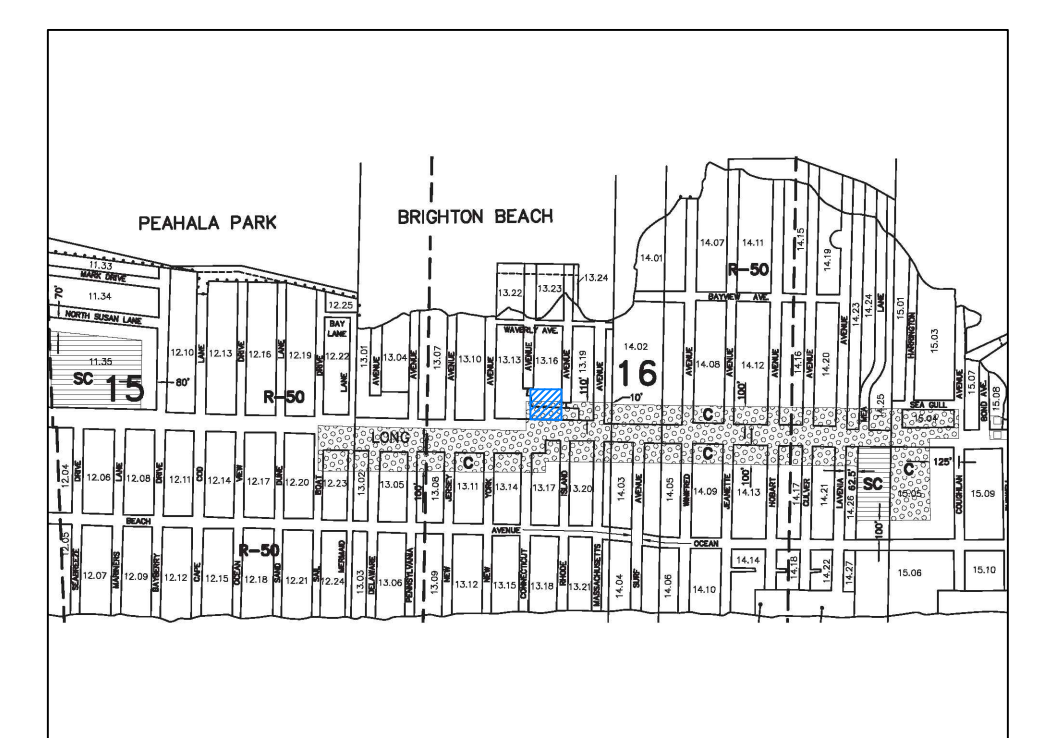 PEAHALA PARK
BRIGHTON BEACH
11.33
MARK DRIVE
11.34
70'
NORTH SUSAN LANE
11.35
SC
15
80'
12.10
LANE
12.13
DRIVE
12.16
LANE
12.19
DRIVE
12.25
BAY
LANE
12.22
LANE
R-50
13.01
AVENUE
13.04
AVENUE
13.07
AVENUE
13.10
AVENUE
13.13
AVENUE
13.16
AVENUE
13.19
AVENUE
13.22
13.23
13.24
WAVERLY AVE.
110'
10'
14.01
14.02
16
AVENUE
14.07
14.08
AVENUE
14.11
14.12
R-50
BAYVIEW AVE.
100'
AVENUE
14.15
14.16
AVENUE
14.19
14.20
AVENUE
14.23
14.24
LANE
14.25
15.01
HARRINGTON
15.03
AVENUE
15.07
BOND AVE.
15.08
SEA GULL
15.04
LONG
C
C
C
C
12.04
12.06
LANE
12.08
DRIVE
12.11
COD
12.14
VIEW
12.17
DUNE
12.20
BOAT
12.23
13.02
13.05
100'
13.08
JERSEY
13.11
YORK
13.14
13.17
ISLAND
13.20
14.03
AVENUE
14.05
WINIFRED
14.09
JEANETTE
100'
14.13
HOBART
14.17
CULVER
14.21
LAVENIA
14.26
62.5'
SC
15.05
100'
125'
COUGHLAN
15.09
BEACH
AVENUE
OCEAN
12.05
SEABREEZE
12.07
MARINERS
12.09
BAYBERRY
12.12
CAPE
12.15
OCEAN
12.18
SAND
12.21
SAIL
12.24
MERMAID
R-50
13.03
DELAWARE
13.06
PENNSYLVANIA
13.09
NEW
13.12
NEW
13.15
CONNECTICUT
13.18
RHODE
13.21
MASSACHUSETTS
14.04
SURF
14.06
14.10
14.14
14.18
14.22
14.27
15.06
15.10